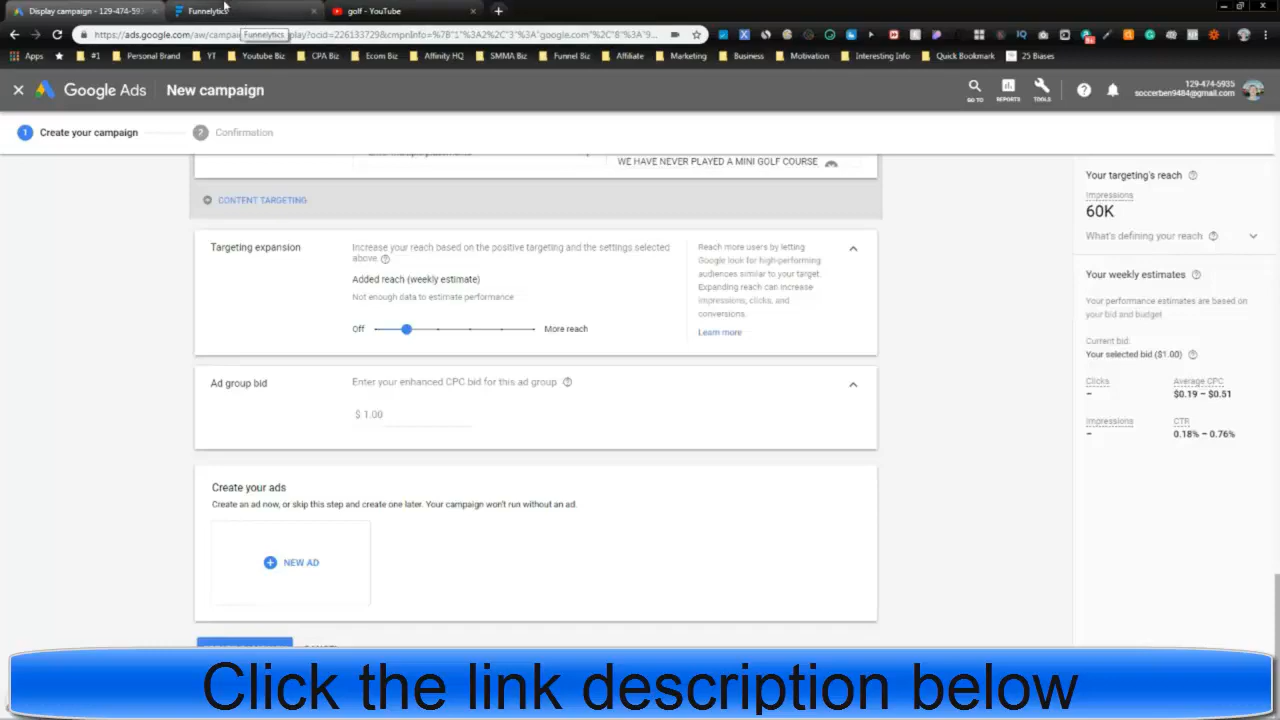 Display campaign - 129-474-593
Funnelytics
golf - YouTube
Funnelytics
Apps
#1
Personal Brand
YT
Youtube Biz
CPA Biz
Ecom Biz
Affinity HQ
SMMA Biz
Funnel Biz
Affiliate
Marketing
Business
Motivation
Interesting Info
Quick Bookmark
25 Biases
Google Ads
New campaign
GO TO
REPORTS
TOOLS
129-474-5935
soccerben9484@gmail.com
1 Create your campaign
2 Confirmation
WE HAVE NEVER PLAYED A MINI GOLF COURSE
CONTENT TARGETING
Targeting expansion
Increase your reach based on the positive targeting and the settings selected
above
Added reach (weekly estimate)
Not enough data to estimate performance
Off
More reach
Reach more users by letting
Google look for high-performing
audiences similar to your target.
Expanding reach can increase
impressions, clicks, and
conversions.
Learn more
Ad group bid
Enter your enhanced CPC bid for this ad group
$ 1.00
Create your ads
Create an ad now, or skip this step and create one later. Your campaign won't run without an ad.
NEW AD
Your targeting's reach
Impressions
60K
What's defining your reach
Your weekly estimates
Your performance estimates are based on
your bid and budget
Current bid:
Your selected bid ($1.00)
Clicks
Average CPC
–
$0.19 – $0.51
Impressions
CTR
–
0.18% – 0.76%
Click the link description below